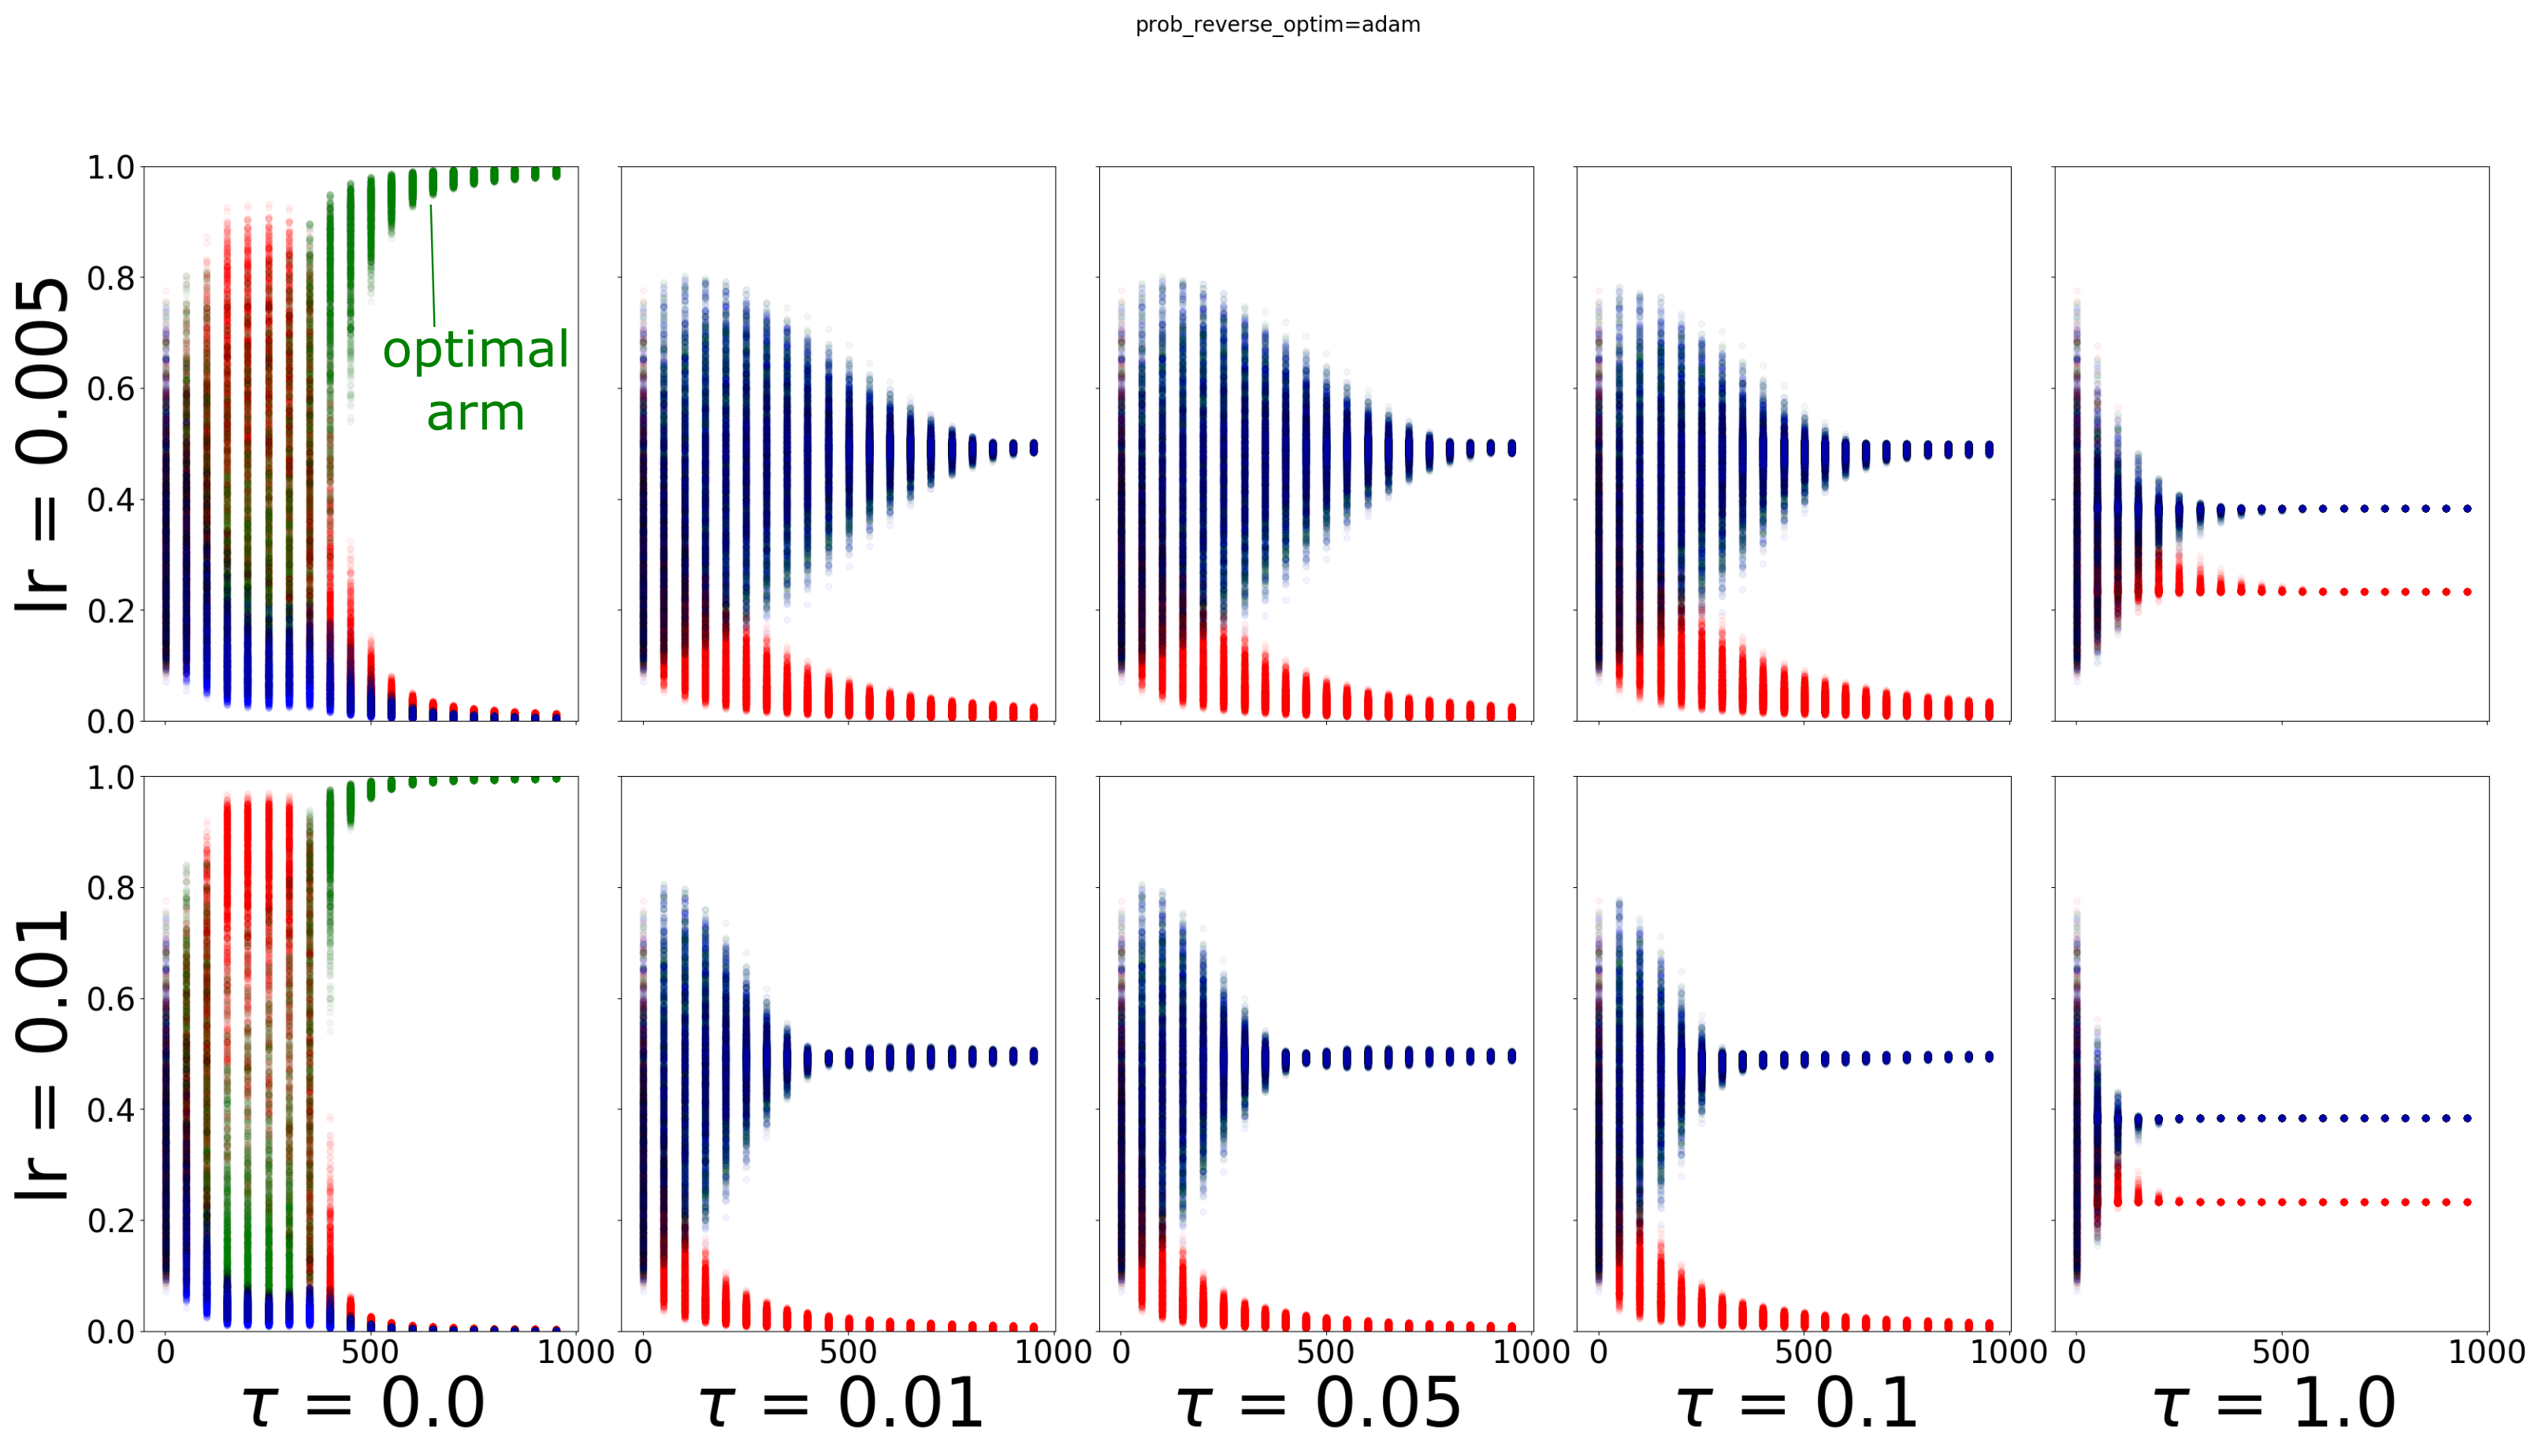 prob_reverse_optim=adam
lr = 0.005
1.0
0.8
0.6
0.4
0.2
0.0
optimal
arm
lr = 0.01
1.0
0.8
0.6
0.4
0.2
0.0
0 500 1000 0 500 1000 0 500 1000 0 500 1000 0 500 1000
τ = 0.0 τ = 0.01 τ = 0.05 τ = 0.1 τ = 1.0